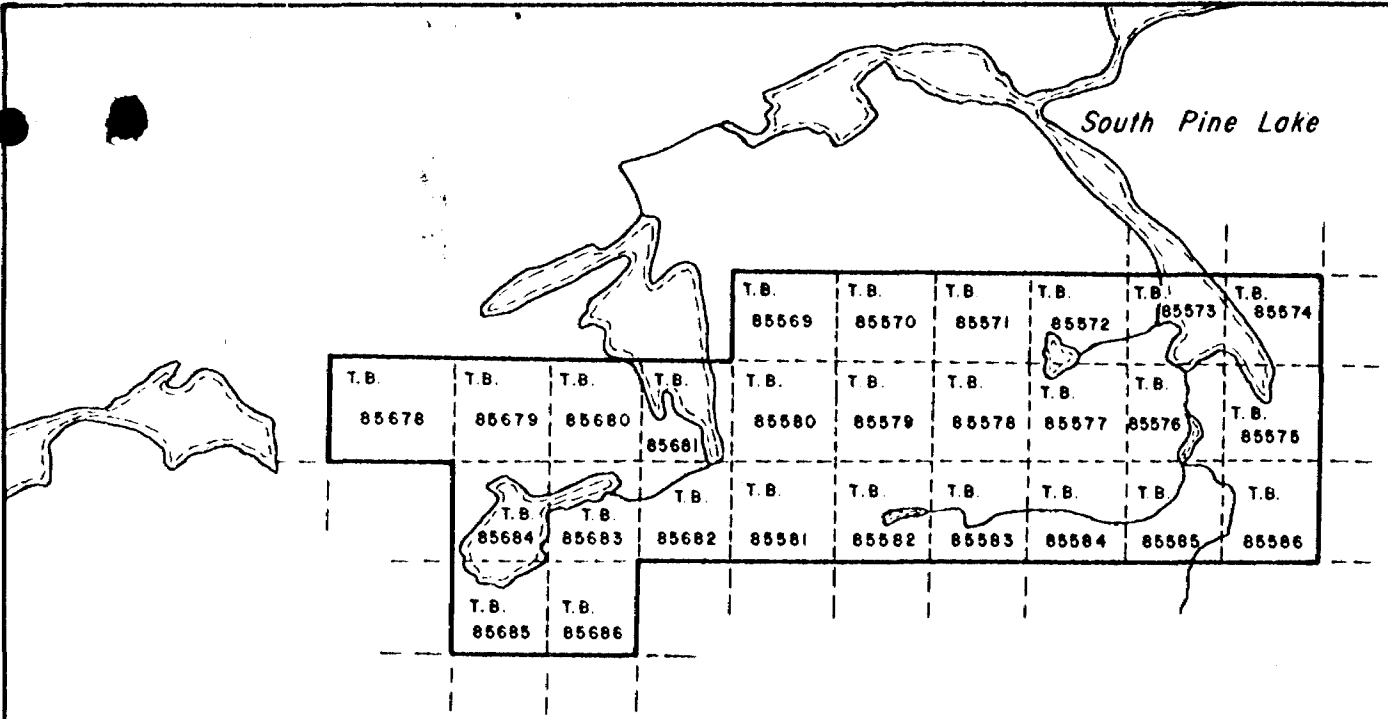 South Pine Lake
T.B. T.B. T.B. T.B. T.B. T.B.
85569 85570 85571 85572 85573 85574
T.B. T.B. T.B. T.B. T.B. T.B. T.B. T.B. T.B. T.B.
85678 85679 85680 85681 85580 85579 85578 85577 85576 85575
T.B. T.B. T.B. T.B. T.B. T.B. T.B. T.B. T.B.
85684 85683 85682 85581 85582 85583 85584 85585 85586
T.B. T.B.
85685 85686